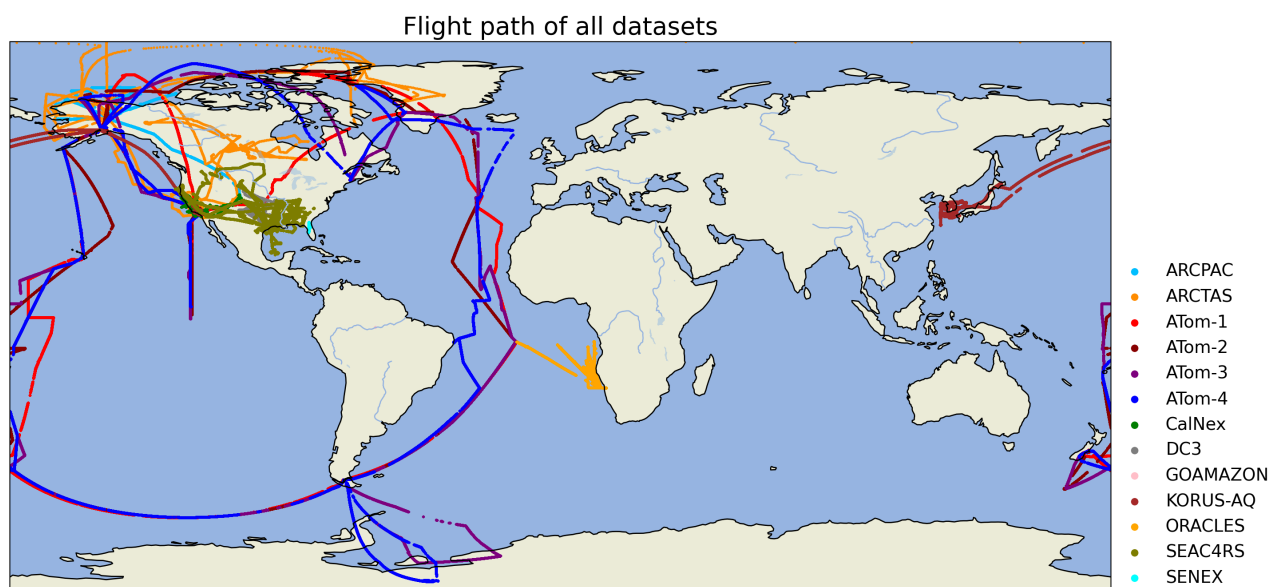 Flight path of all datasets
ARCPAC
ARCTAS
ATom-1
ATom-2
ATom-3
ATom-4
CalNex
DC3
GOAMAZON
KORUS-AQ
ORACLES
SEAC4RS
SENEX